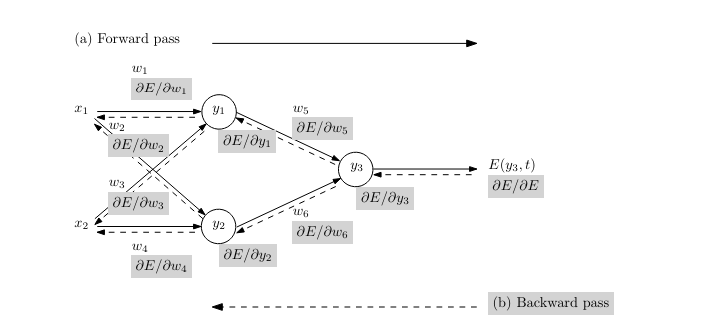 (a) Forward pass
w₁
∂E/∂w₁
x₁
y₁
w₅
w₂
∂E/∂w₅
∂E/∂w₂
∂E/∂y₁
y₃
E(y₃, t)
w₃
∂E/∂E
∂E/∂w₃
∂E/∂y₃
x₂
y₂
w₆
∂E/∂w₆
w₄
∂E/∂y₂
∂E/∂w₄
(b) Backward pass